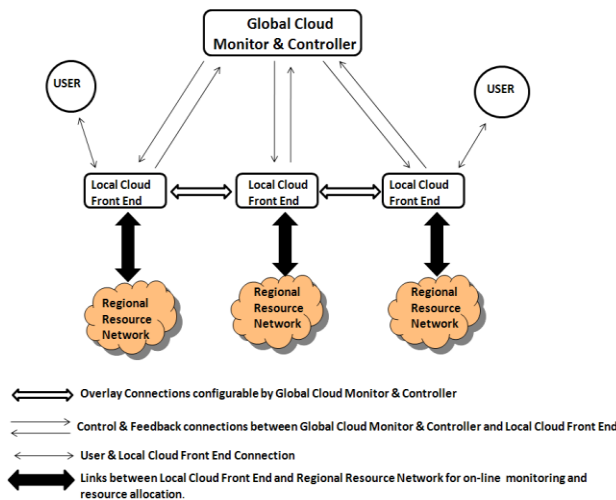 Global Cloud
Monitor & Controller
USER
USER
Local Cloud
Front End
Local Cloud
Front End
Local Cloud
Front End
Regional
Resource
Network
Regional
Resource
Network
Regional
Resource
Network
Overlay Connections configurable by Global Cloud Monitor & Controller
Control & Feedback connections between Global Cloud Monitor & Controller and Local Cloud Front End
User & Local Cloud Front End Connection
Links between Local Cloud Front End and Regional Resource Network for on-line monitoring and
resource allocation.